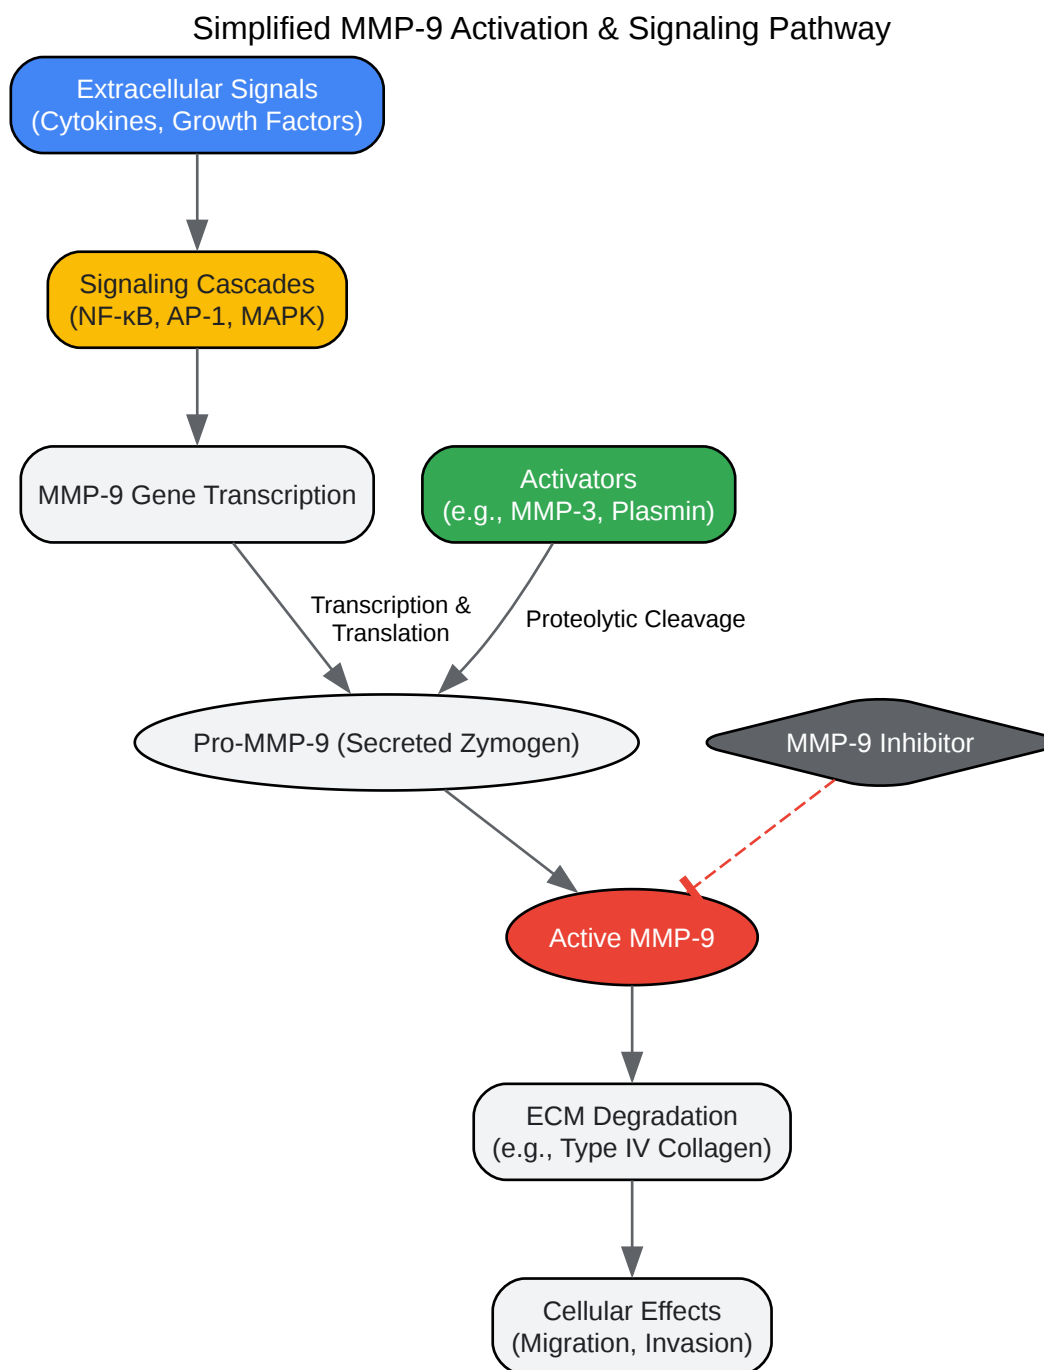 Simplified MMP-9 Activation & Signaling Pathway
Extracellular Signals
(Cytokines, Growth Factors)
Signaling Cascades
(NF-κB, AP-1, MAPK)
MMP-9 Gene Transcription
Activators
(e.g., MMP-3, Plasmin)
Transcription &
Translation
Proteolytic Cleavage
Pro-MMP-9 (Secreted Zymogen)
MMP-9 Inhibitor
Active MMP-9
ECM Degradation
(e.g., Type IV Collagen)
Cellular Effects
(Migration, Invasion)